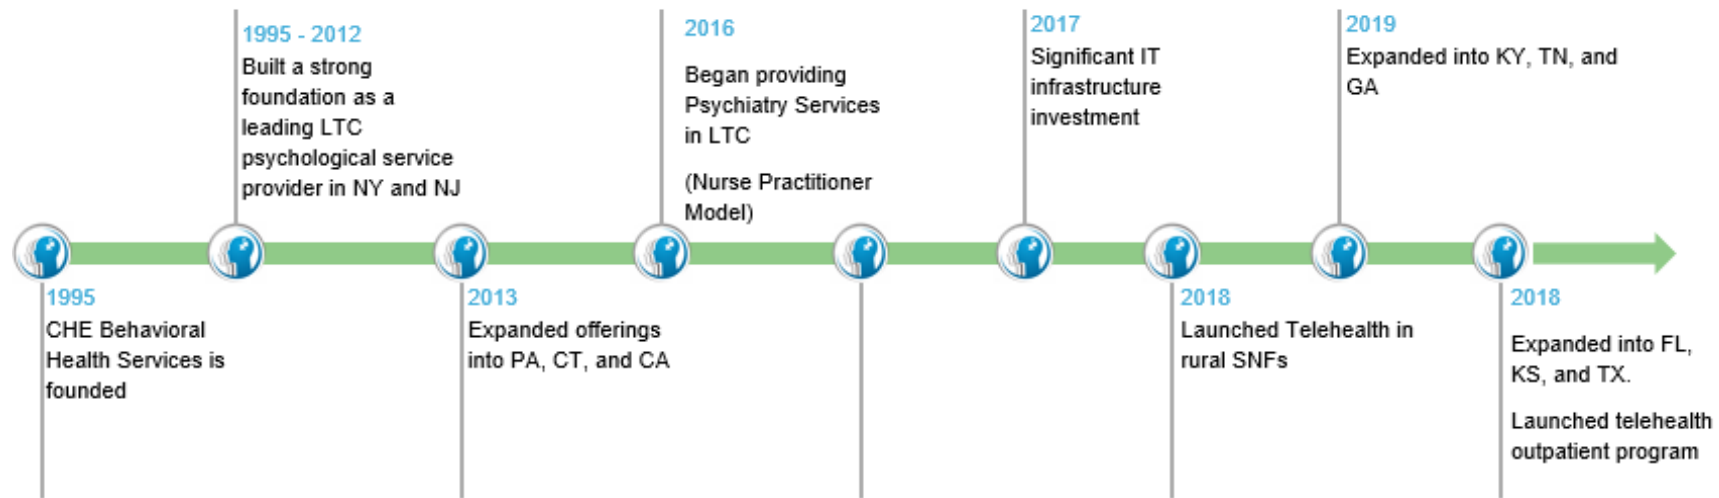 1995
CHE Behavioral
Health Services is
founded
1995 - 2012
Built a strong
foundation as a
leading LTC
psychological service
provider in NY and NJ
2013
Expanded offerings
into PA, CT, and CA
2016
Began providing
Psychiatry Services
in LTC
(Nurse Practitioner
Model)
2017
Significant IT
infrastructure
investment
2018
Launched Telehealth in
rural SNFs
2019
Expanded into KY, TN, and
GA
2018
Expanded into FL,
KS, and TX.
Launched telehealth
outpatient program